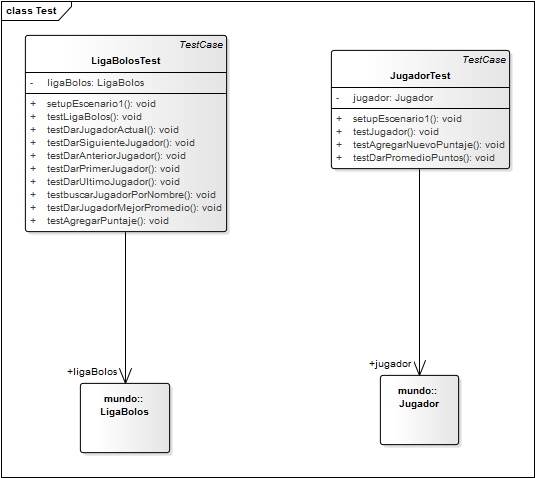 class Test
TestCase
LigaBolosTest
- ligaBolos: LigaBolos
+ setupEscenario1(): void
+ testLigaBolos(): void
+ testDarJugadorActual(): void
+ testDarSiguienteJugador(): void
+ testDarAnteriorJugador(): void
+ testDarPrimerJugador(): void
+ testDarUltimoJugador(): void
+ testbuscarJugadorPorNombre(): void
+ testDarJugadorMejorPromedio(): void
+ testAgregarPuntaje(): void
TestCase
JugadorTest
- jugador: Jugador
+ setupEscenario1(): void
+ testJugador(): void
+ testAgregarNuevoPuntaje(): void
+ testDarPromedioPuntos(): void
+ligaBolos
mundo::
LigaBolos
+jugador
mundo::
Jugador